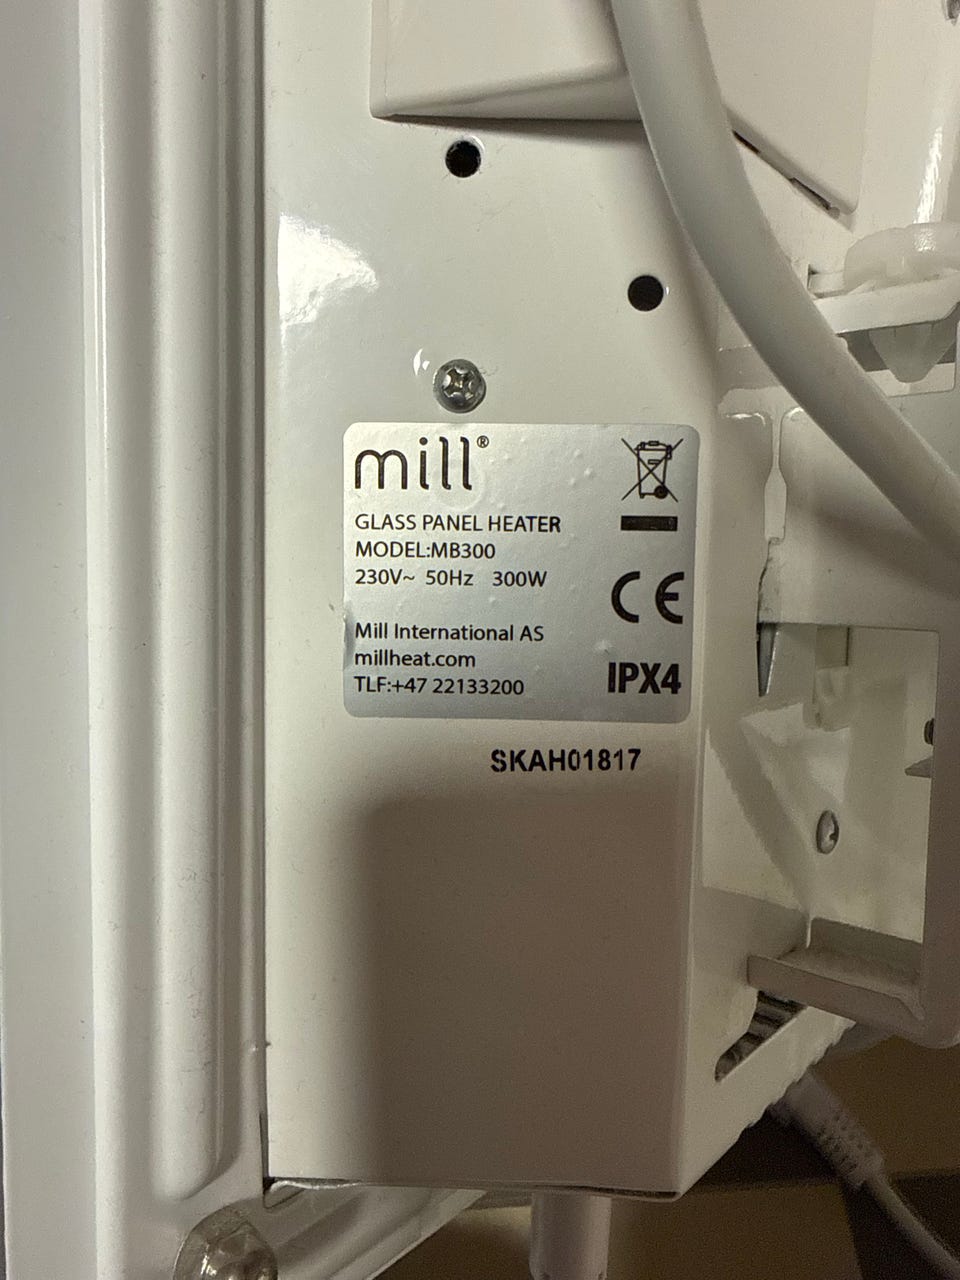 mill®
GLASS PANEL HEATER
MODEL:MB300
230V~ 50Hz 300W
CE
Mill International AS
millheat.com
TLF:+47 22133200
IPX4
SKAH01817